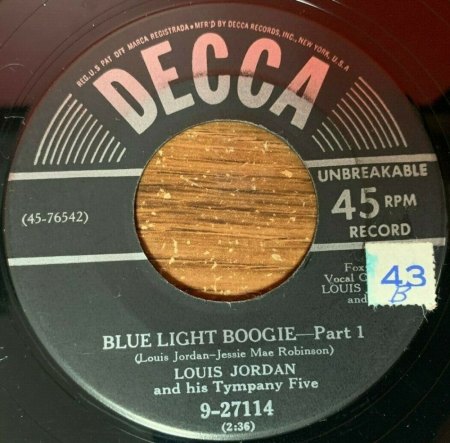 REG. U.S. PAT. OFF. MARCA REGISTRADA • MF'D BY DECCA RECORDS, INC., NEW YORK, U.S.A.
DECCA
UNBREAKABLE
(45-76542)
45 RPM
RECORD
Vocal
LOUIS
and
43
B
BLUE LIGHT BOOGIE—Part 1
(Louis Jordan-Jessie Mae Robinson)
LOUIS JORDAN
and his Tympany Five
9-27114
(2:36)